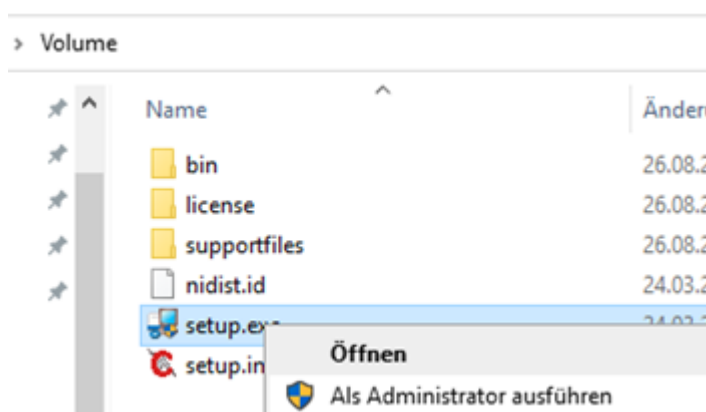 > Volume
Name Änder
bin 26.08.2
license 26.08.2
supportfiles 26.08.2
nidist.id 24.03.2
setup.ex
Öffnen
setup.in
Als Administrator ausführen